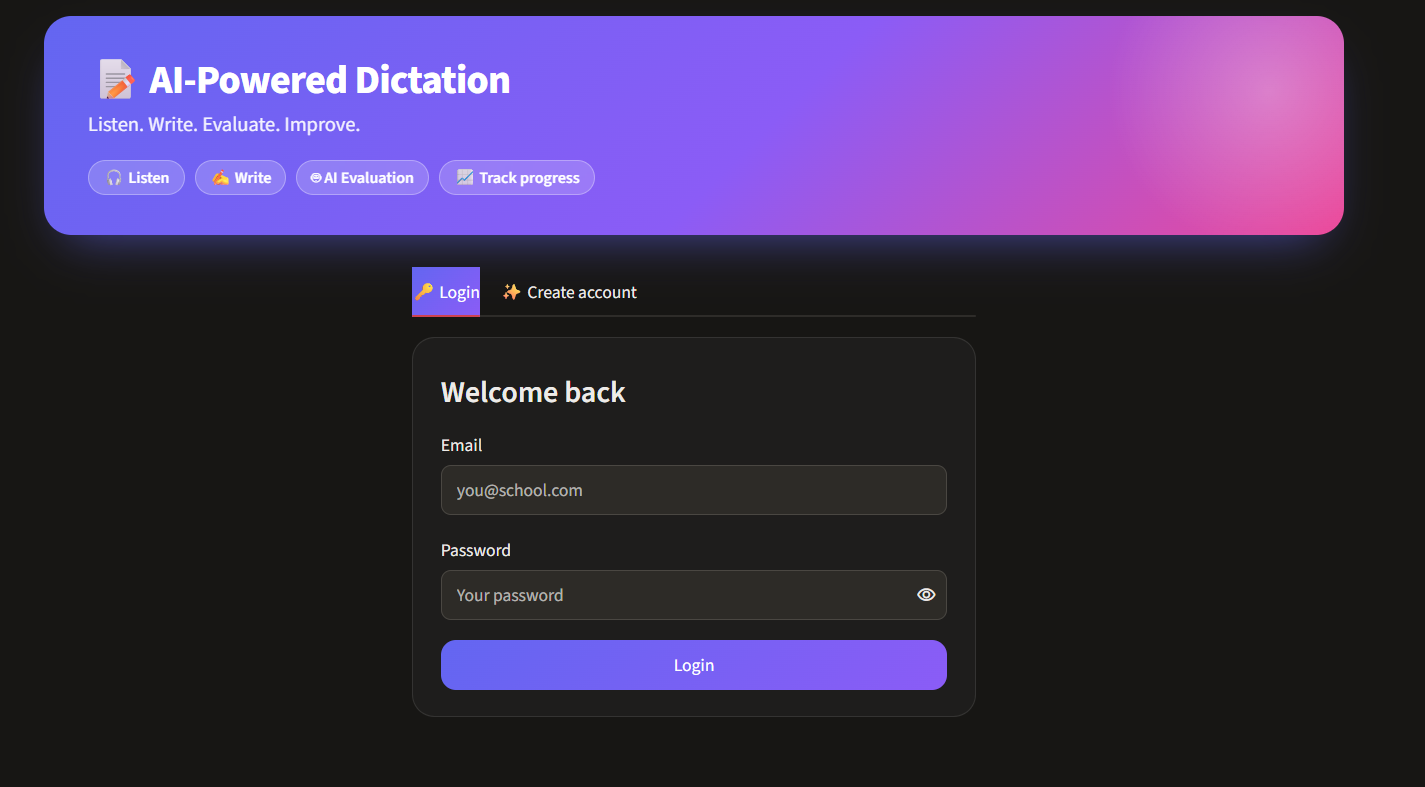 📝 AI-Powered Dictation
Listen. Write. Evaluate. Improve.
🎧 Listen ✍️ Write AI Evaluation 📈 Track progress
🔑 Login ✨ Create account
Welcome back
Email
you@school.com
Password
Your password
Login